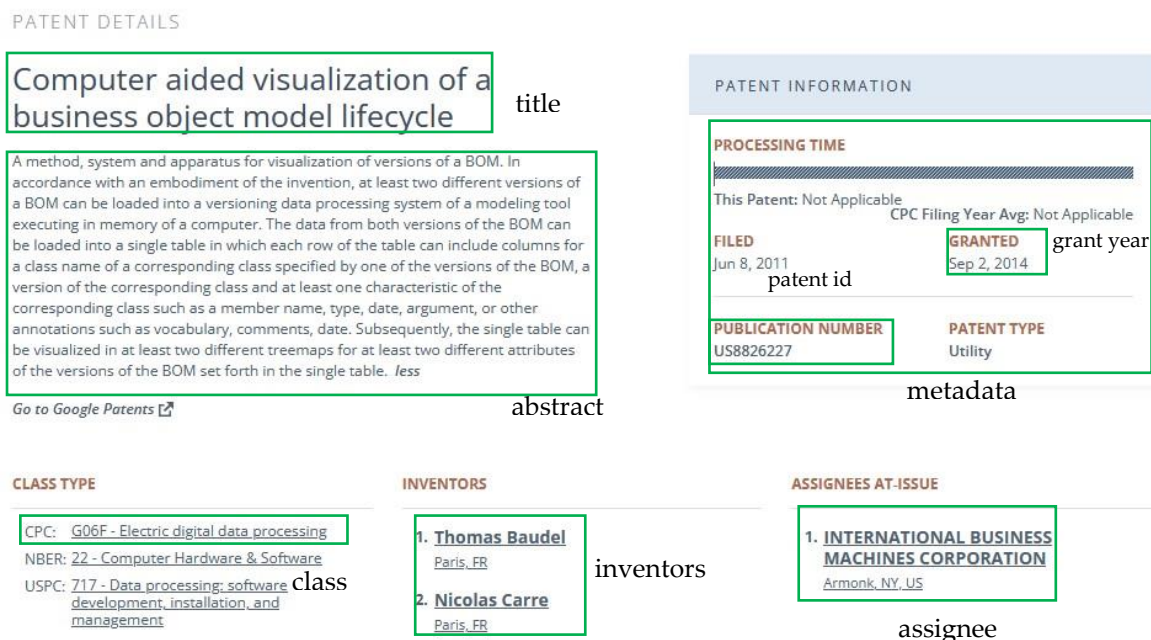 PATENT DETAILS
Computer aided visualization of a
business object model lifecycle
title
A method, system and apparatus for visualization of versions of a BOM. In
accordance with an embodiment of the invention, at least two different versions of
a BOM can be loaded into a versioning data processing system of a modeling tool
executing in memory of a computer. The data from both versions of the BOM can
be loaded into a single table in which each row of the table can include columns for
a class name of a corresponding class specified by one of the versions of the BOM, a
version of the corresponding class and at least one characteristic of the
corresponding class such as a member name, type, date, argument, or other
annotations such as vocabulary, comments, date. Subsequently, the single table can
be visualized in at least two different treemaps for at least two different attributes
of the versions of the BOM set forth in the single table. less
abstract
Go to Google Patents
PATENT INFORMATION
PROCESSING TIME
This Patent: Not Applicable
CPC Filing Year Avg: Not Applicable
FILED
Jun 8, 2011
GRANTED
Sep 2, 2014
grant year
patent id
PUBLICATION NUMBER
US8826227
PATENT TYPE
Utility
metadata
CLASS TYPE
CPC: G06F - Electric digital data processing
NBER: 22 - Computer Hardware & Software
USPC: 717 - Data processing: software
development, installation, and
management
class
INVENTORS
1. Thomas Baudel
Paris, FR
2. Nicolas Carre
Paris, FR
inventors
ASSIGNEES AT-ISSUE
1. INTERNATIONAL BUSINESS
MACHINES CORPORATION
Armonk, NY, US
assignee